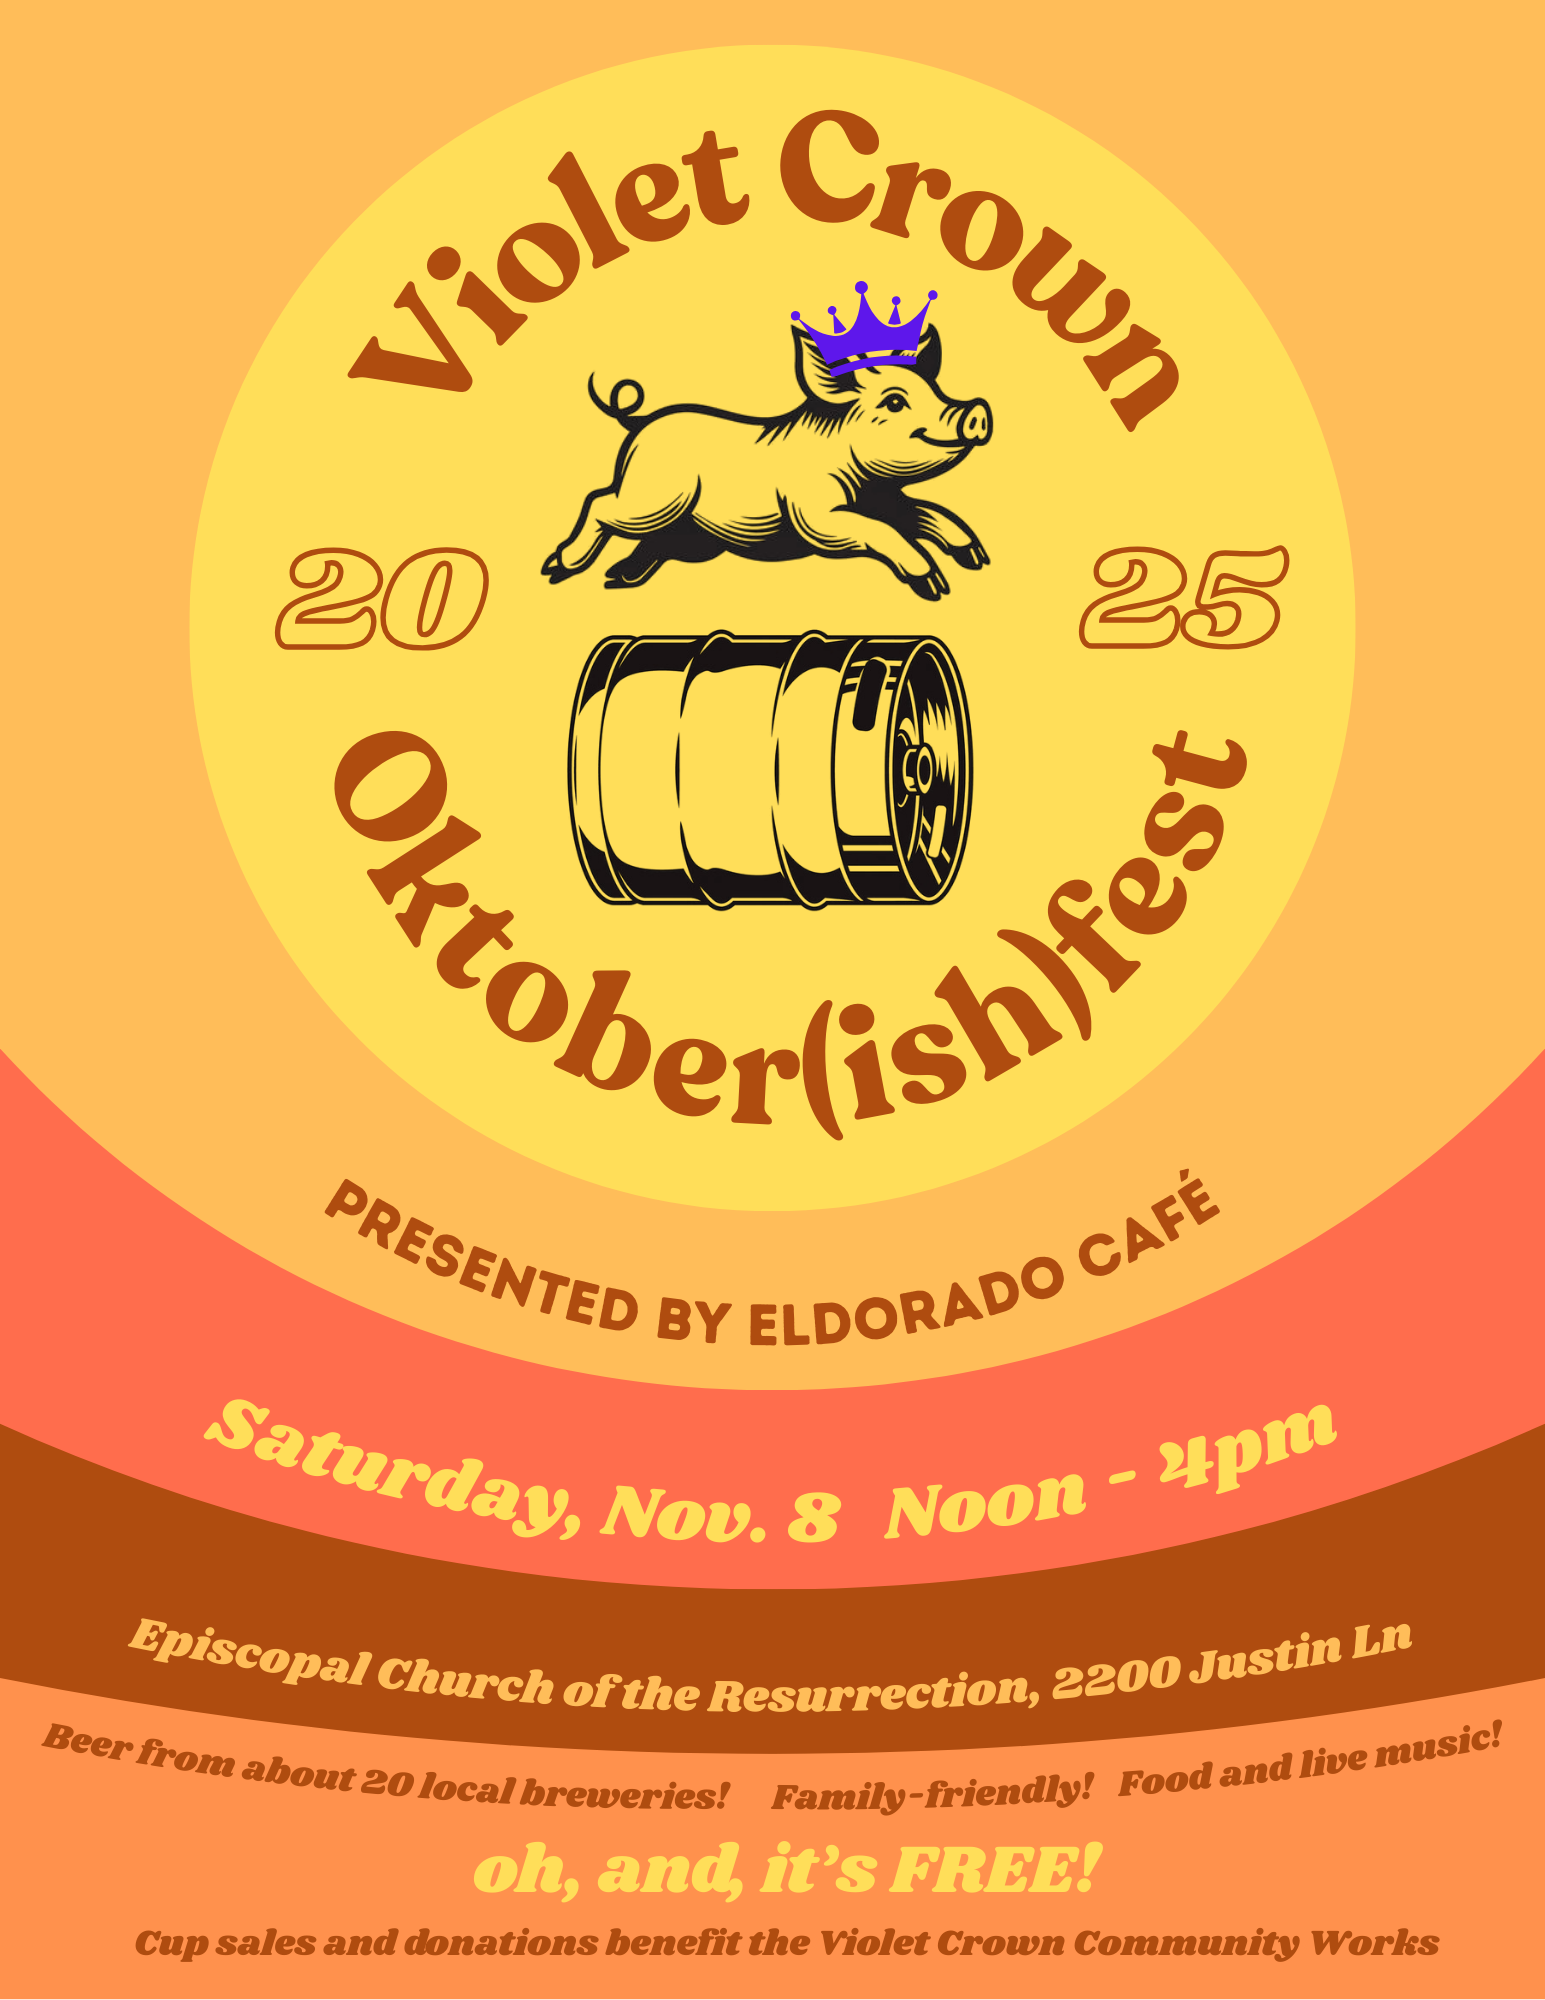 Violet Crown
20 25
Oktober(ish)fest
PRESENTED BY ELDORADO CAFÉ
Saturday, Nov. 8 Noon - 4pm
Episcopal Church of the Resurrection, 2200 Justin Ln
Beer from about 20 local breweries! Family-friendly! Food and live music!
oh, and, it's FREE!
Cup sales and donations benefit the Violet Crown Community Works